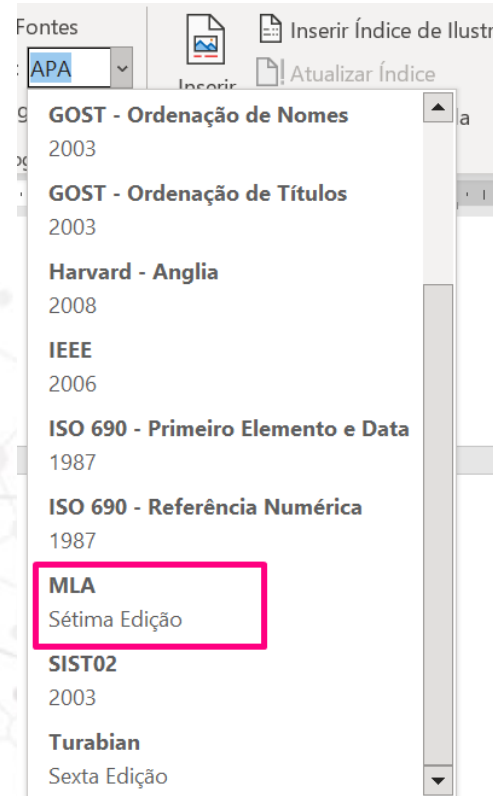 Fontes
APA
Inserir
Inserir Índice de Ilustr
Atualizar Índice
GOST - Ordenação de Nomes
2003
GOST - Ordenação de Títulos
2003
Harvard - Anglia
2008
IEEE
2006
ISO 690 - Primeiro Elemento e Data
1987
ISO 690 - Referência Numérica
1987
MLA
Sétima Edição
SIST02
2003
Turabian
Sexta Edição